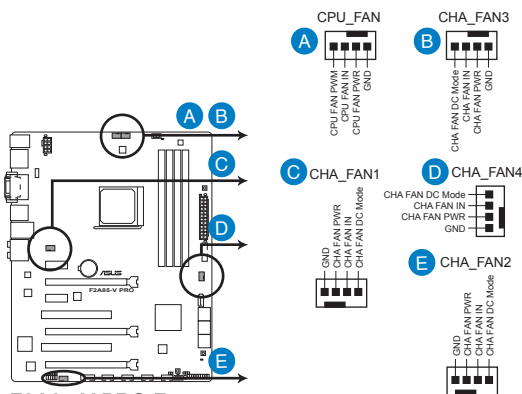 CPU_FAN
A
CPU FAN PWM
CPU FAN IN
CPU FAN PWR
GND
CHA_FAN3
B
CHA FAN DC Mode
CHA FAN IN
CHA FAN PWR
GND
A B
C
D
E
/SUS
F2A85-V PRO
C CHA_FAN1
GND
CHA FAN PWR
CHA FAN IN
CHA FAN DC Mode
D CHA_FAN4
CHA FAN DC Mode
CHA FAN IN
CHA FAN PWR
GND
E CHA_FAN2
GND
CHA FAN PWR
CHA FAN IN
CHA FAN DC Mode